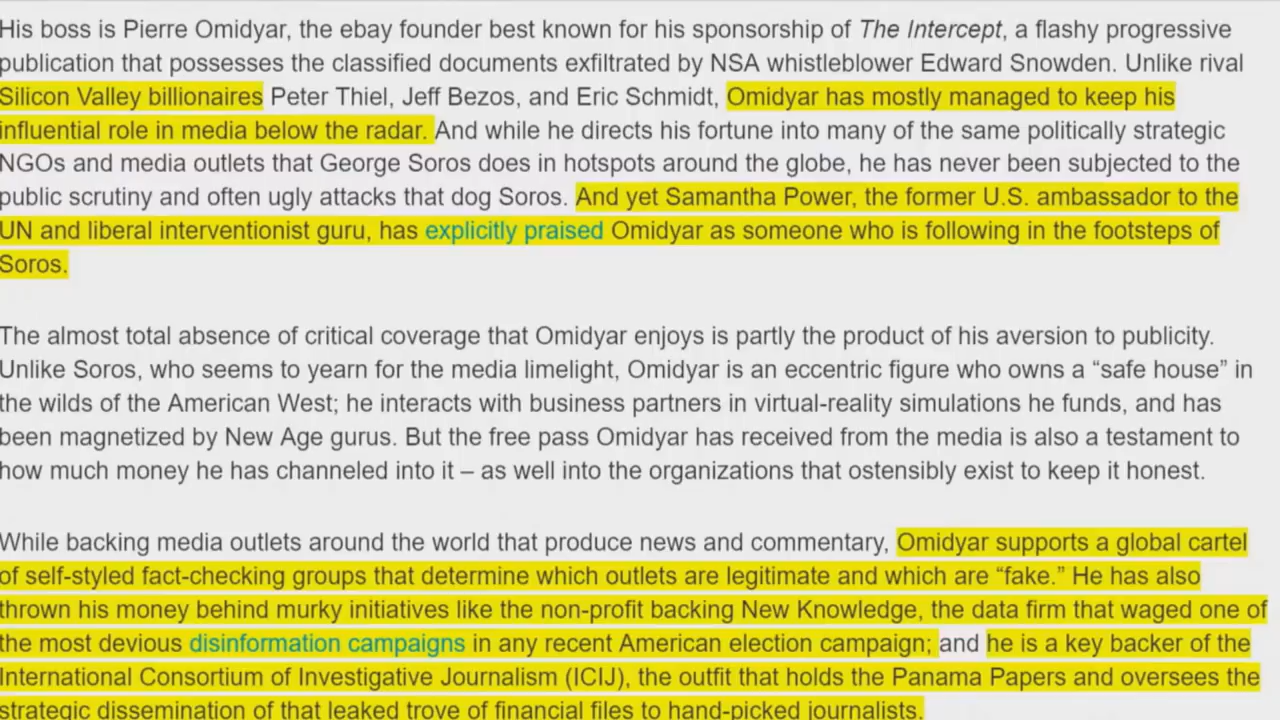 His boss is Pierre Omidyar, the ebay founder best known for his sponsorship of The Intercept, a flashy progressive
publication that possesses the classified documents exfiltrated by NSA whistleblower Edward Snowden. Unlike rival
Silicon Valley billionaires Peter Thiel, Jeff Bezos, and Eric Schmidt, Omidyar has mostly managed to keep his
influential role in media below the radar. And while he directs his fortune into many of the same politically strategic
NGOs and media outlets that George Soros does in hotspots around the globe, he has never been subjected to the
public scrutiny and often ugly attacks that dog Soros. And yet Samantha Power, the former U.S. ambassador to the
UN and liberal interventionist guru, has explicitly praised Omidyar as someone who is following in the footsteps of
Soros.
The almost total absence of critical coverage that Omidyar enjoys is partly the product of his aversion to publicity.
Unlike Soros, who seems to yearn for the media limelight, Omidyar is an eccentric figure who owns a “safe house” in
the wilds of the American West; he interacts with business partners in virtual-reality simulations he funds, and has
been magnetized by New Age gurus. But the free pass Omidyar has received from the media is also a testament to
how much money he has channeled into it – as well into the organizations that ostensibly exist to keep it honest.
While backing media outlets around the world that produce news and commentary, Omidyar supports a global cartel
of self-styled fact-checking groups that determine which outlets are legitimate and which are “fake.” He has also
thrown his money behind murky initiatives like the non-profit backing New Knowledge, the data firm that waged one of
the most devious disinformation campaigns in any recent American election campaign; and he is a key backer of the
International Consortium of Investigative Journalism (ICIJ), the outfit that holds the Panama Papers and oversees the
strategic dissemination of that leaked trove of financial files to hand-picked journalists.